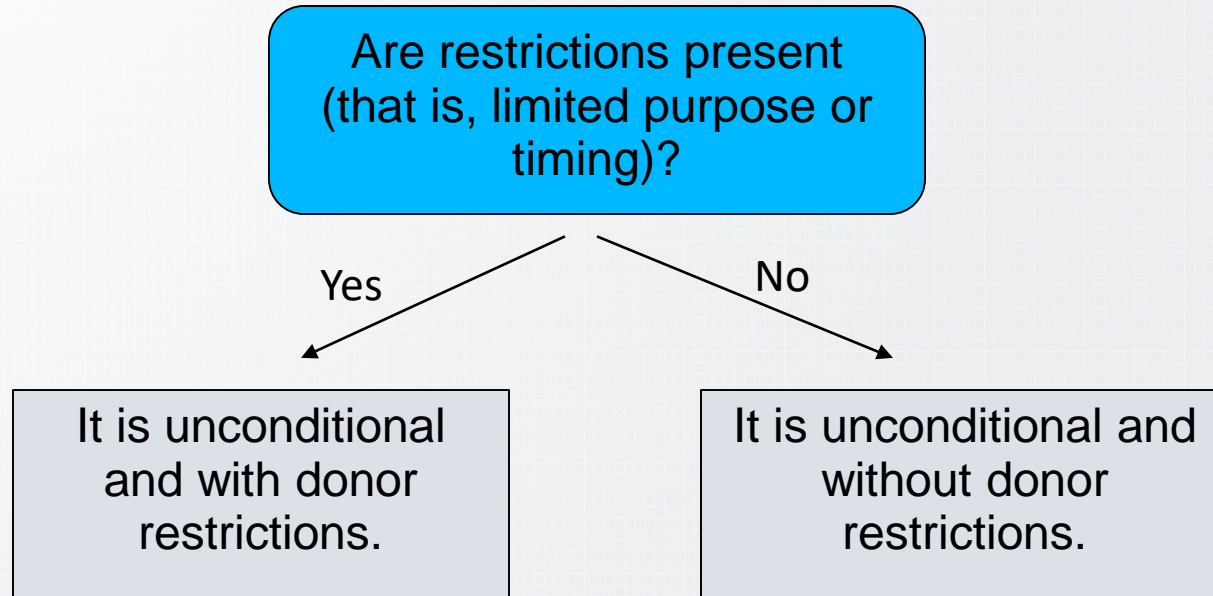 Are restrictions present
(that is, limited purpose or
timing)?
Yes
No
It is unconditional
and with donor
restrictions.
It is unconditional and
without donor
restrictions.